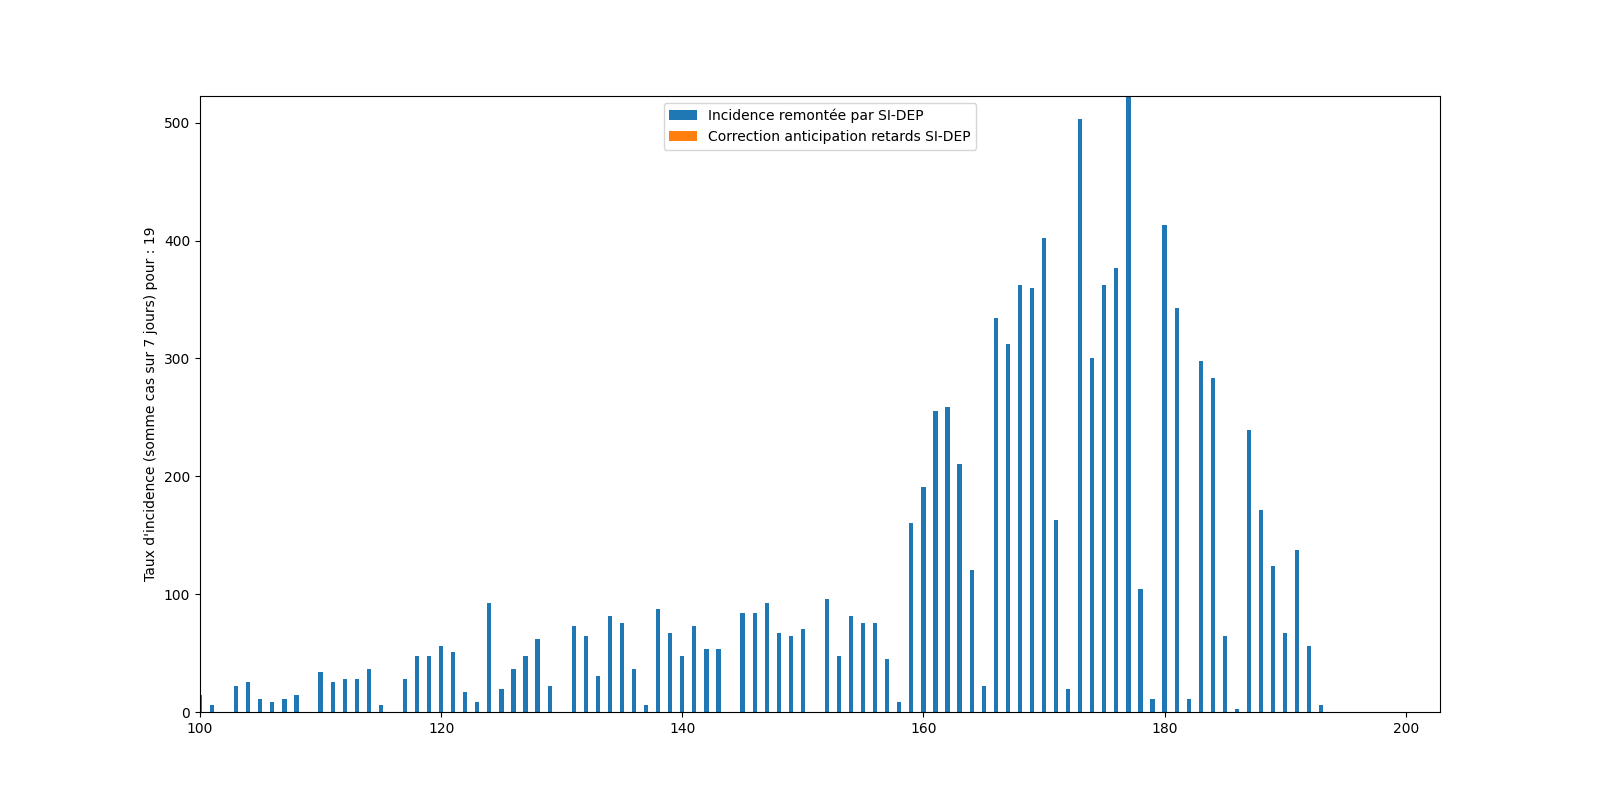 Incidence remontée par SI-DEP
Correction anticipation retards SI-DEP
Taux d'incidence (somme cas sur 7 jours) pour : 19
500
400
300
200
100
0
100 120 140 160 180 200